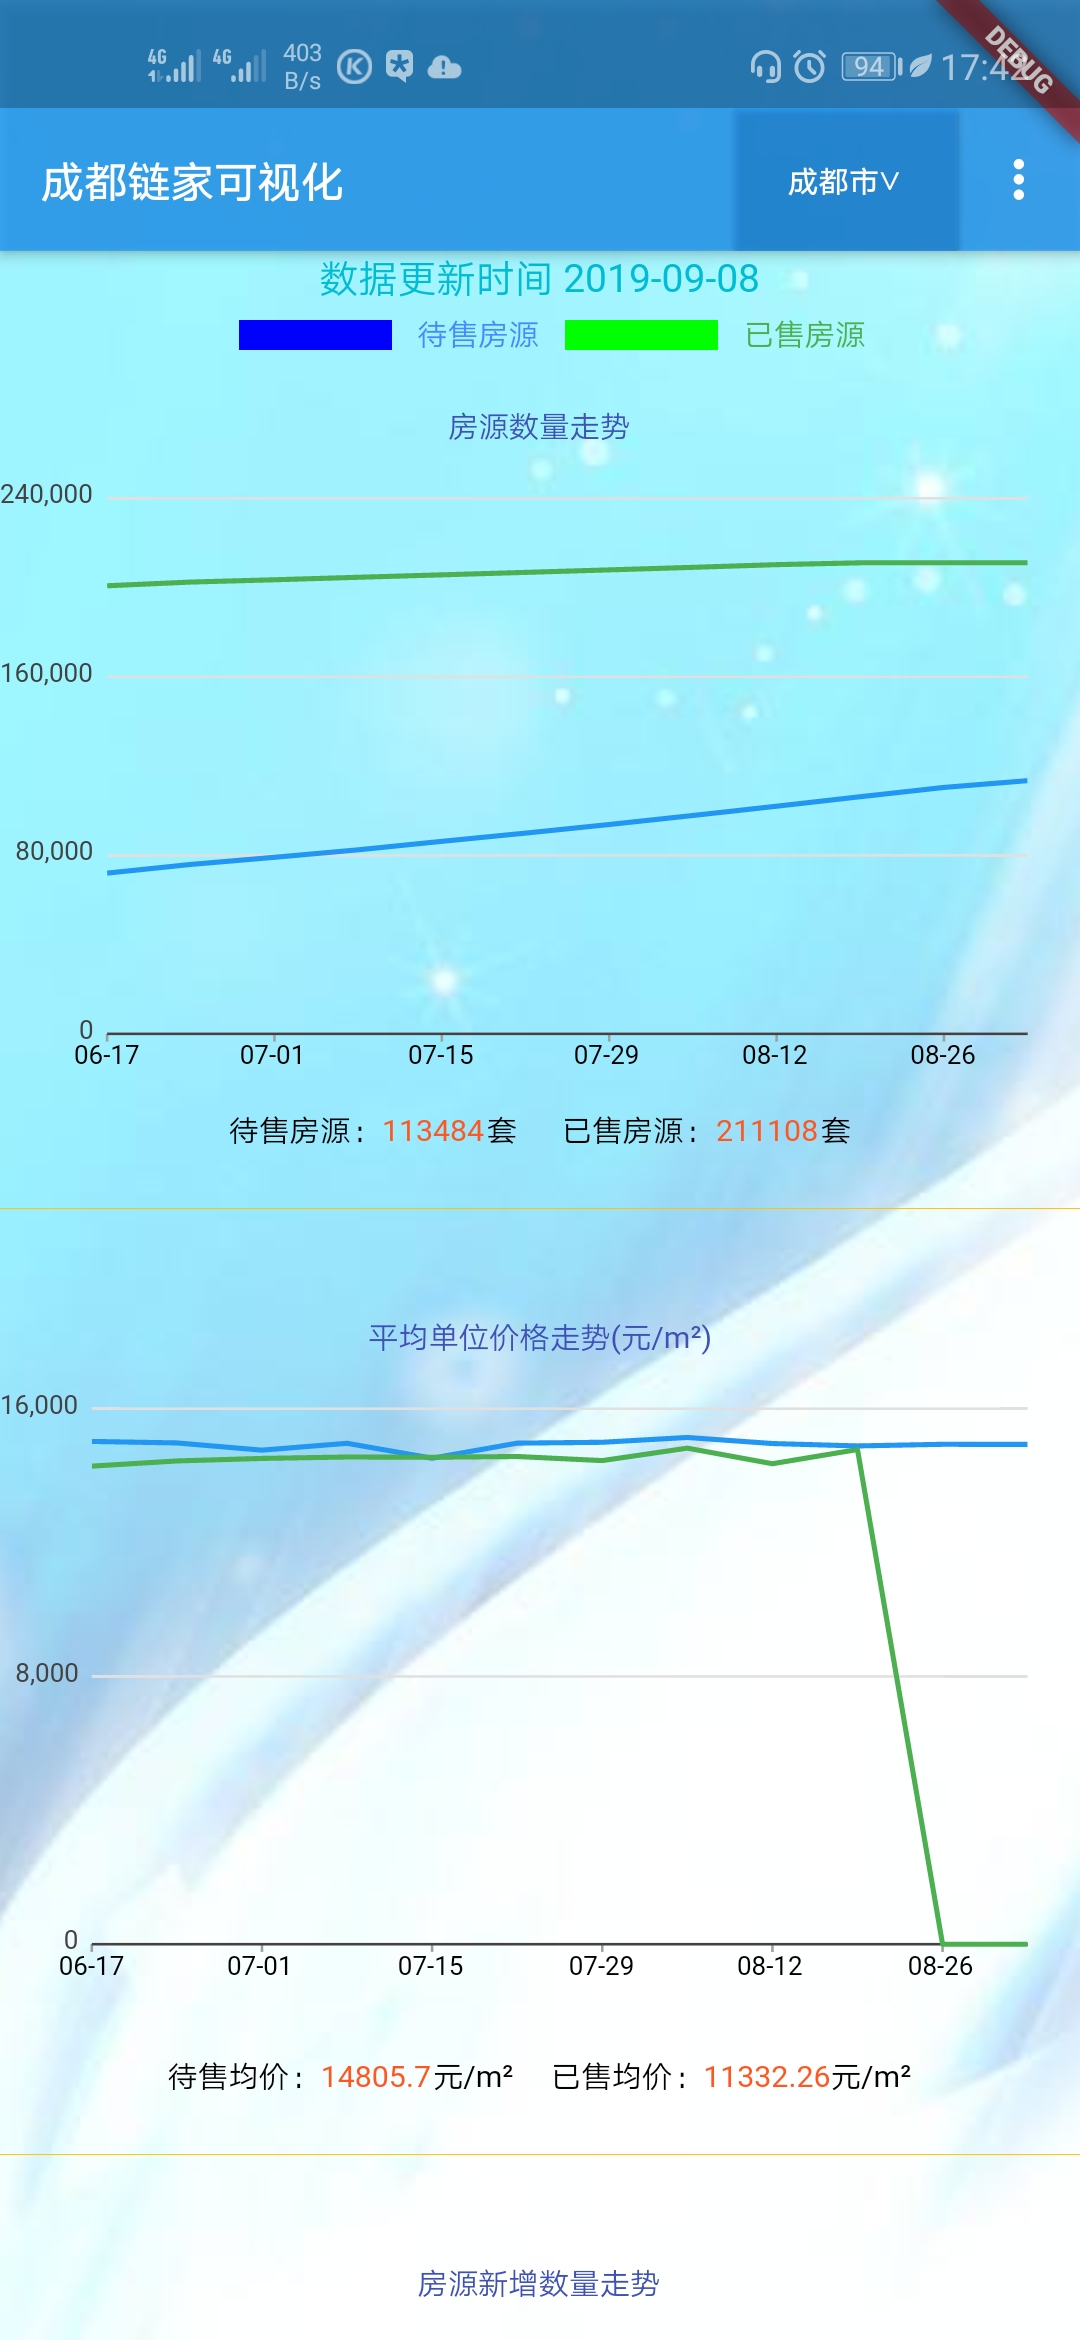 4G 4G 403 B/s 94 17:42
DEBUG
成都链家可视化 成都市∨
数据更新时间 2019-09-08
待售房源 已售房源
房源数量走势
240,000
160,000
80,000
0
06-17 07-01 07-15 07-29 08-12 08-26
待售房源: 113484套 已售房源: 211108套
平均单位价格走势(元/m²)
16,000
8,000
0
06-17 07-01 07-15 07-29 08-12 08-26
待售均价: 14805.7元/m² 已售均价: 11332.26元/m²
房源新增数量走势